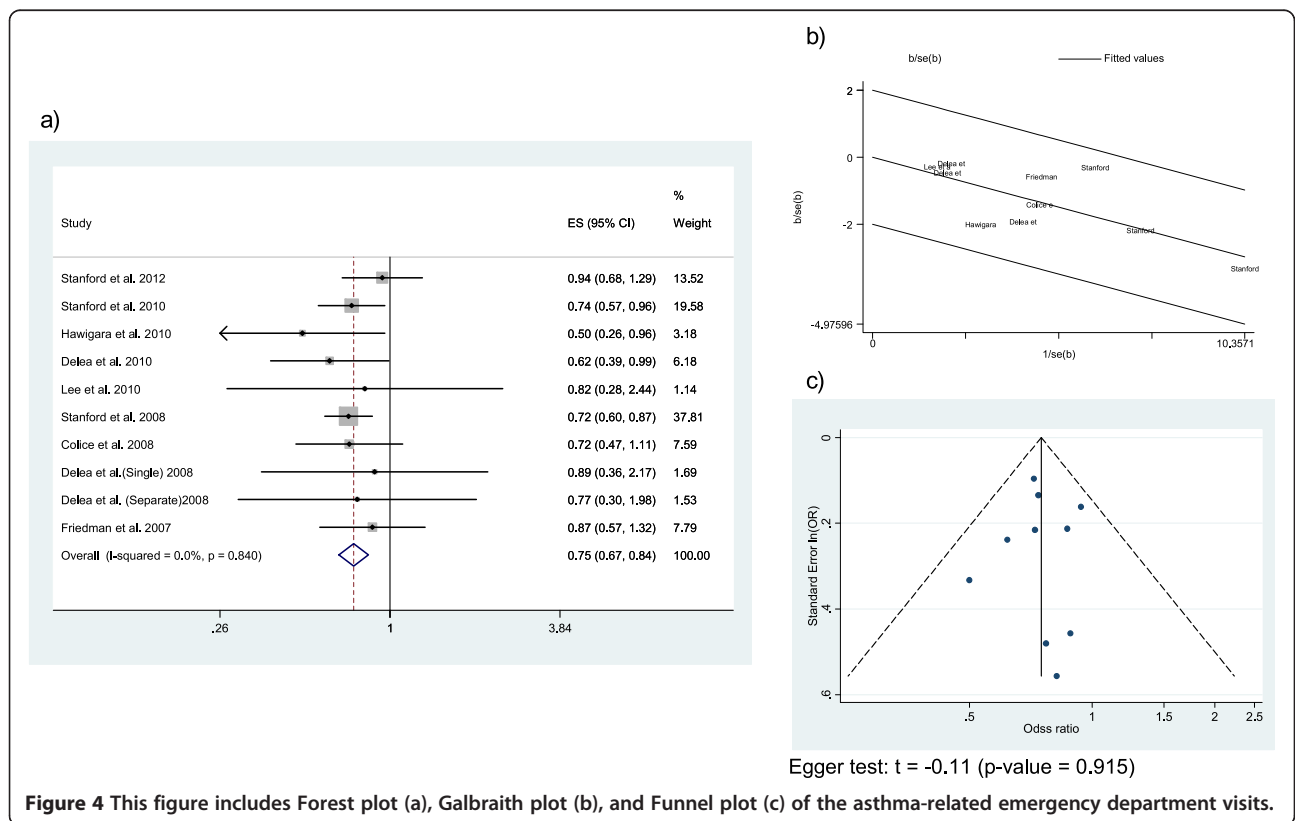 a)
%
Study ES (95% CI) Weight
Stanford et al. 2012 0.94 (0.68, 1.29) 13.52
Stanford et al. 2010 0.74 (0.57, 0.96) 19.58
Hawigara et al. 2010 0.50 (0.26, 0.96) 3.18
Delea et al. 2010 0.62 (0.39, 0.99) 6.18
Lee et al. 2010 0.82 (0.28, 2.44) 1.14
Stanford et al. 2008 0.72 (0.60, 0.87) 37.81
Colice et al. 2008 0.72 (0.47, 1.11) 7.59
Delea et al.(Single) 2008 0.89 (0.36, 2.17) 1.69
Delea et al. (Separate)2008 0.77 (0.30, 1.98) 1.53
Friedman et al. 2007 0.87 (0.57, 1.32) 7.79
Overall (I-squared = 0.0%, p = 0.840) 0.75 (0.67, 0.84) 100.00
.26 1 3.84
b)
b/se(b) Fitted values
b/se(b)
2
0
-2
-4.97596
Delea et
Lee et a
Delea et
Friedman
Stanford
Colice e
Hawigara
Delea et
Stanford
Stanford
0 10.3571
1/se(b)
c)
Standard Error ln(OR)
0
.2
.4
.6
.5 1 1.5 2 2.5
Odss ratio
Egger test: t = -0.11 (p-value = 0.915)
Figure 4 This figure includes Forest plot (a), Galbraith plot (b), and Funnel plot (c) of the asthma-related emergency department visits.